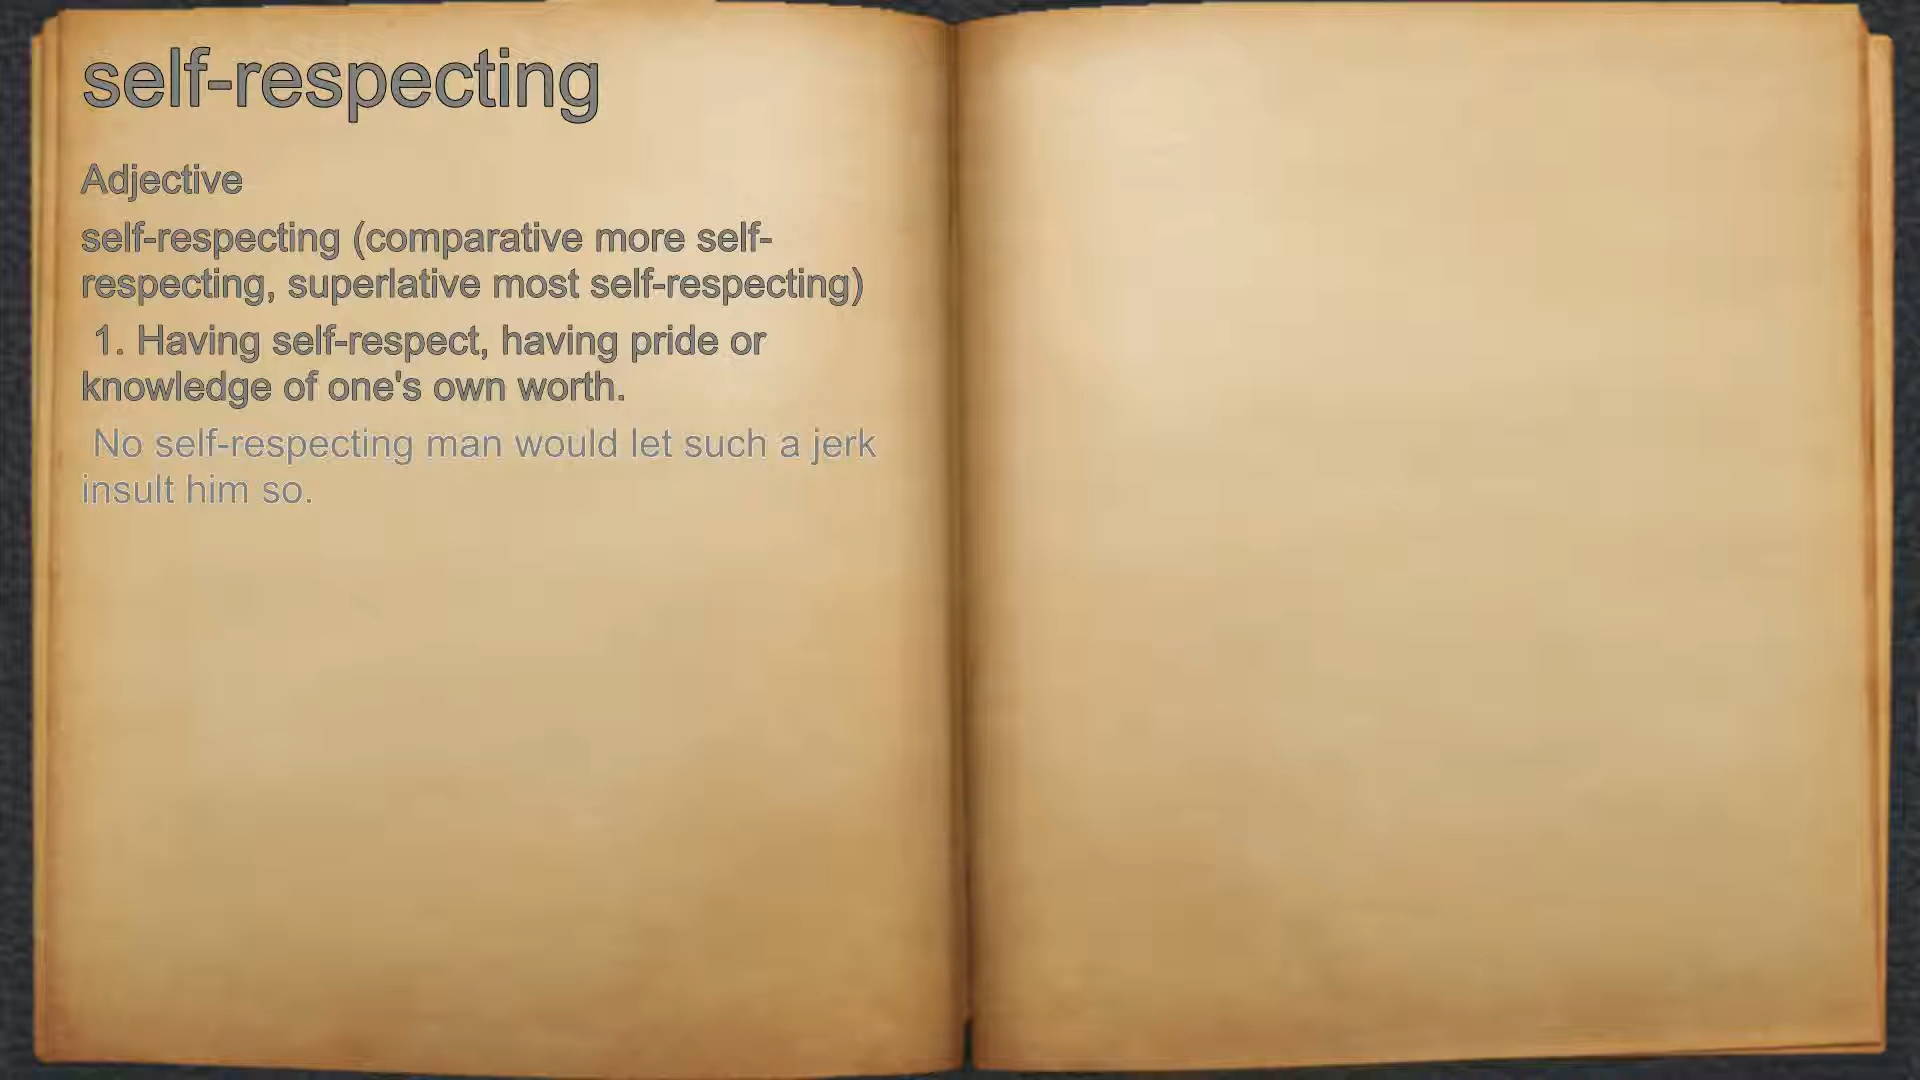 self-respecting
Adjective
self-respecting (comparative more self-
respecting, superlative most self-respecting)
1. Having self-respect, having pride or
knowledge of one's own worth.
No self-respecting man would let such a jerk
insult him so.